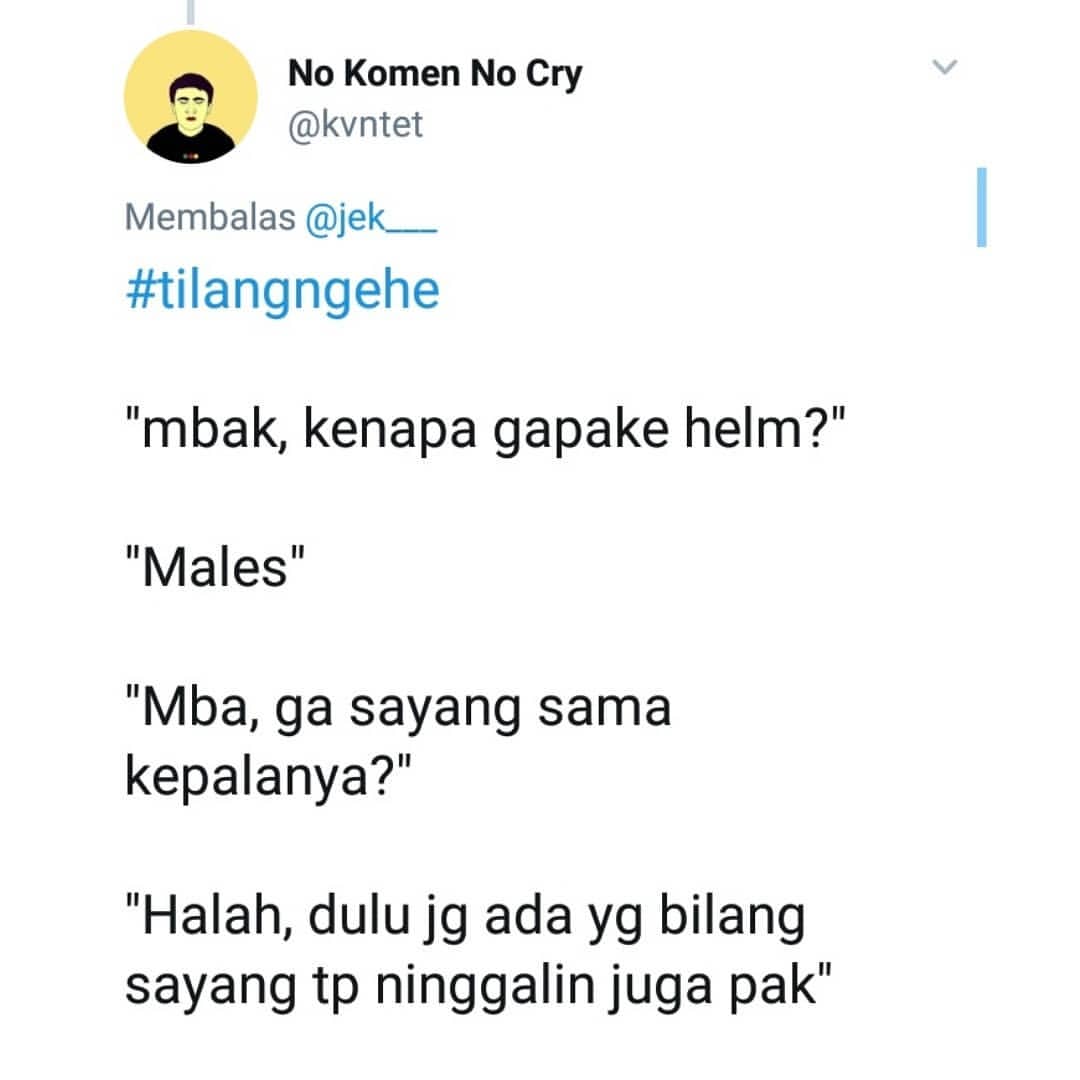 No Komen No Cry
@kvntet
Membalas @jek___
#tilangngehe
"mbak, kenapa gapake helm?"
"Males"
"Mba, ga sayang sama
kepalanya?"
"Halah, dulu jg ada yg bilang
sayang tp ninggalin juga pak"